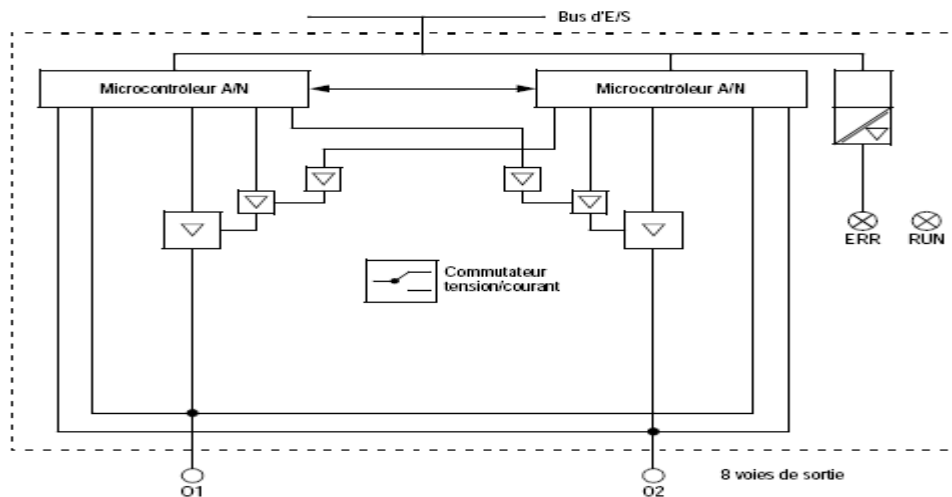 Bus d'E/S
Microcontrôleur A/N
Microcontrôleur A/N
ERR
RUN
Commutateur
tension/courant
O1
O2
8 voies de sortie